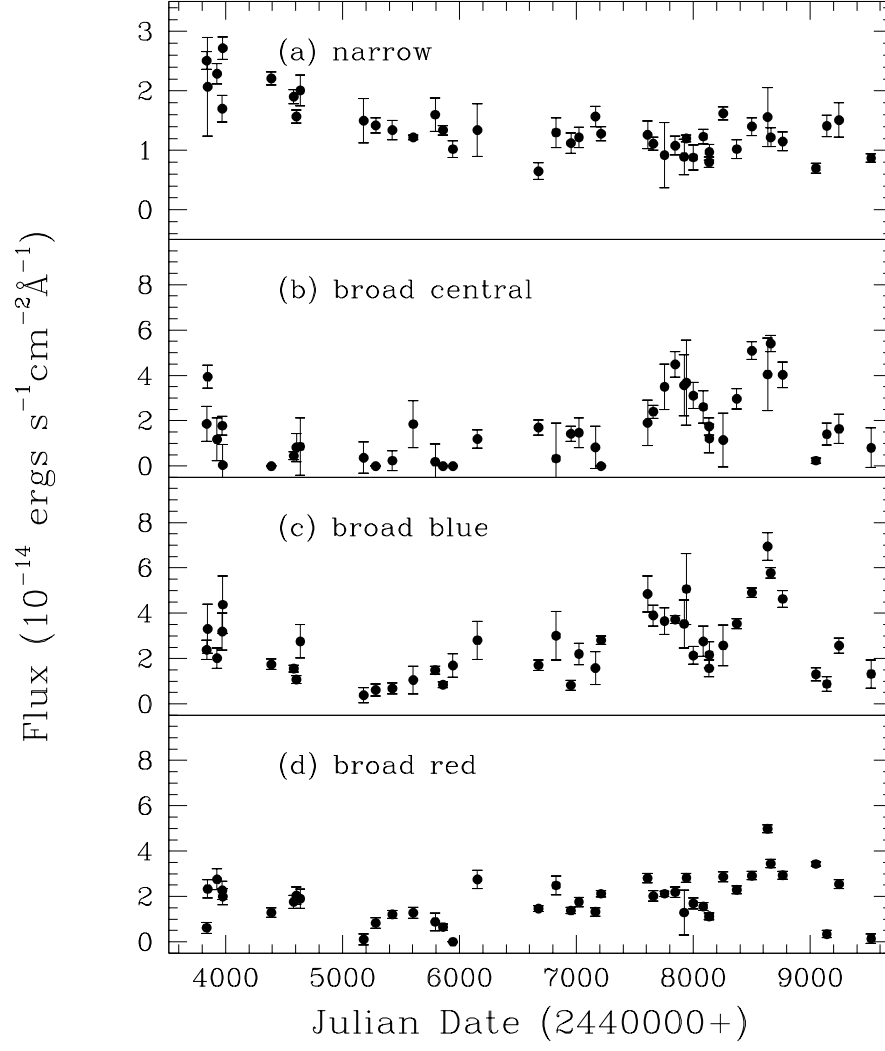 3
2
1
0
(a) narrow
8
6
4
2
0
(b) broad central
8
6
4
2
0
(c) broad blue
8
6
4
2
0
(d) broad red
4000 5000 6000 7000 8000 9000
Julian Date (2440000+)
Flux (10⁻¹⁴ ergs s⁻¹cm⁻²Å⁻¹)